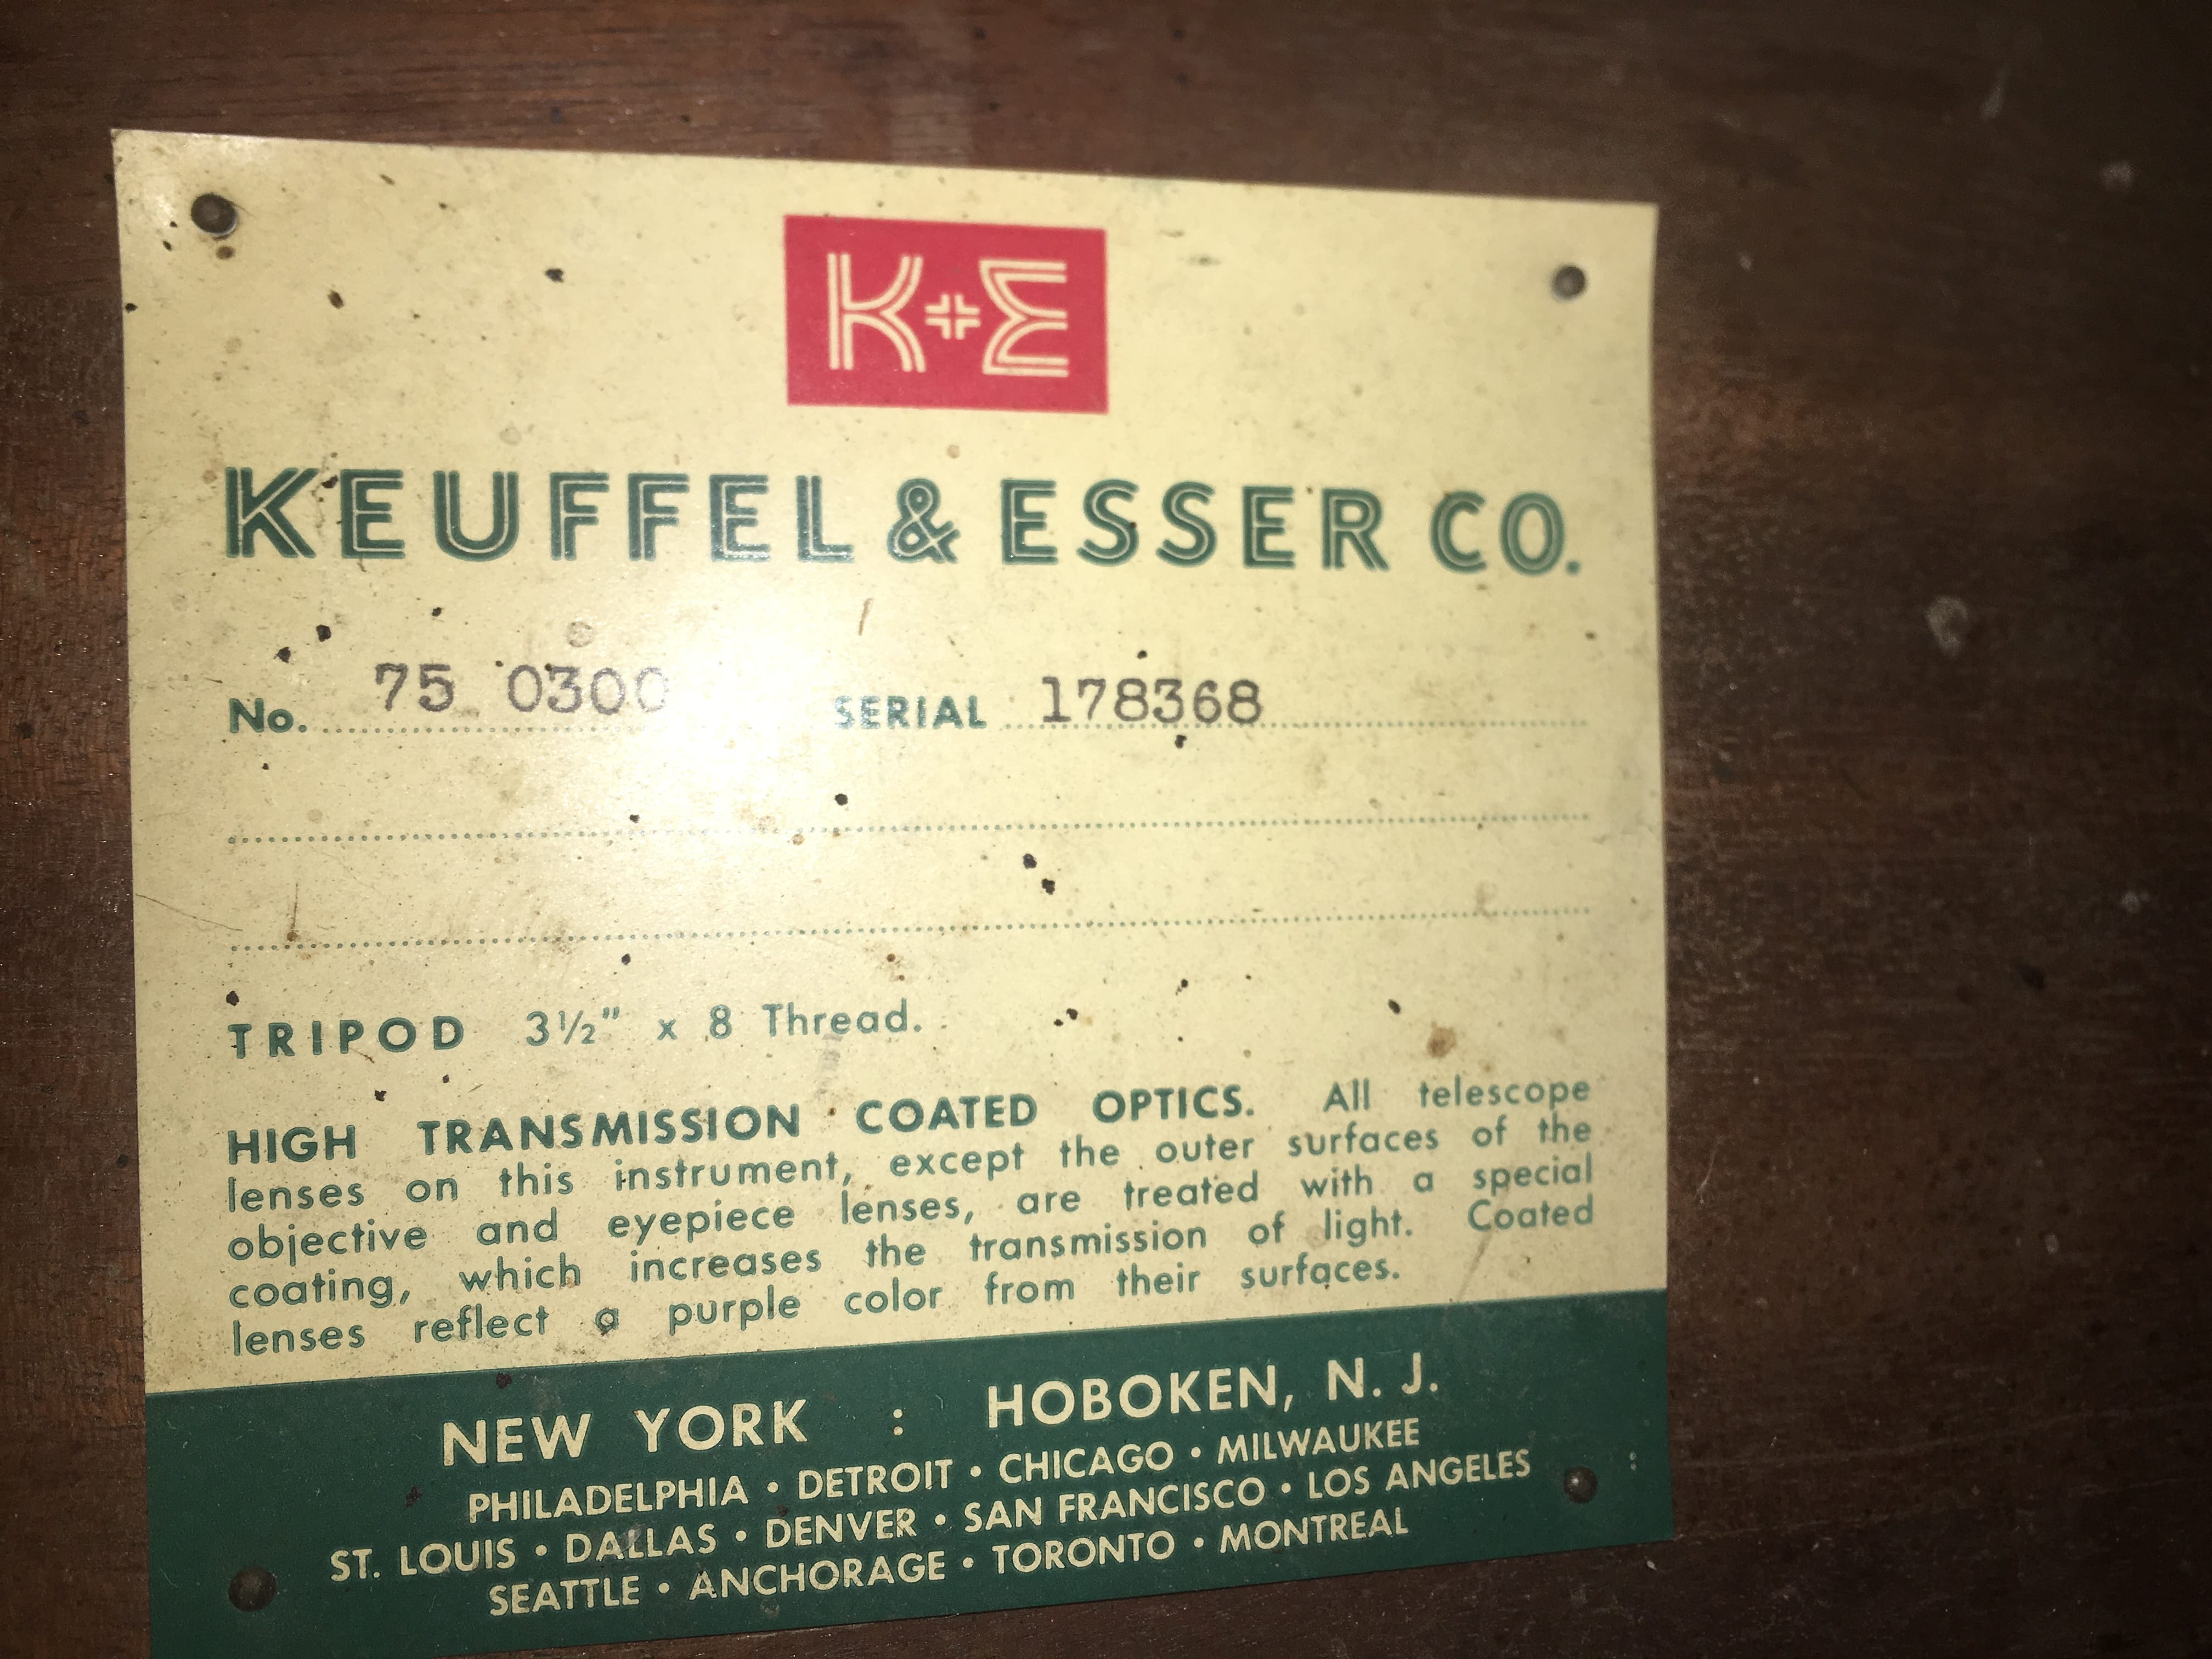 K+E
KEUFFEL & ESSER CO.
No. 75 0300 SERIAL 178368
TRIPOD 3½" x 8 Thread.
HIGH TRANSMISSION COATED OPTICS. All telescope
lenses on this instrument, except the outer surfaces of the
objective and eyepiece lenses, are treated with a special
coating, which increases the transmission of light. Coated
lenses reflect a purple color from their surfaces.
NEW YORK : HOBOKEN, N. J.
PHILADELPHIA • DETROIT • CHICAGO • MILWAUKEE
ST. LOUIS • DALLAS • DENVER • SAN FRANCISCO • LOS ANGELES
SEATTLE • ANCHORAGE • TORONTO • MONTREAL